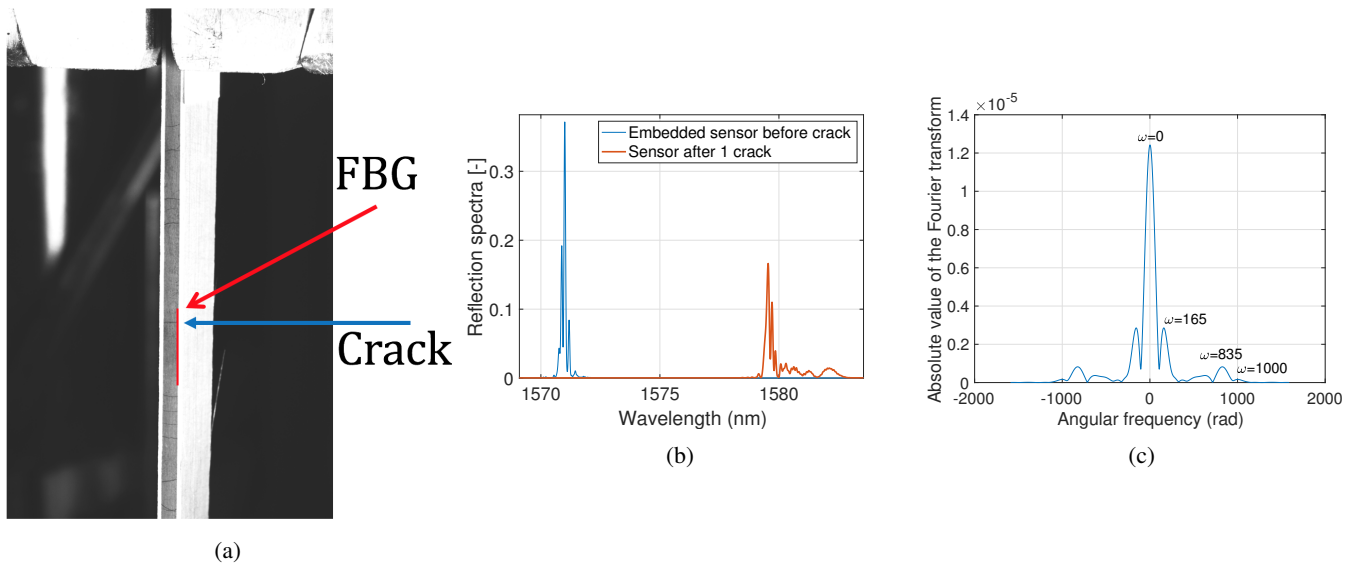 FBG
Crack
(a)
Reflection spectra [-]
0.3
0.2
0.1
0
Embedded sensor before crack
Sensor after 1 crack
1570
1575
1580
Wavelength (nm)
(b)
×10⁻⁵
Absolute value of the Fourier transform
1.4
1.2
1.0
0.8
0.6
0.4
0.2
0
ω=0
ω=165
ω=835
ω=1000
-2000
-1000
0
1000
2000
Angular frequency (rad)
(c)